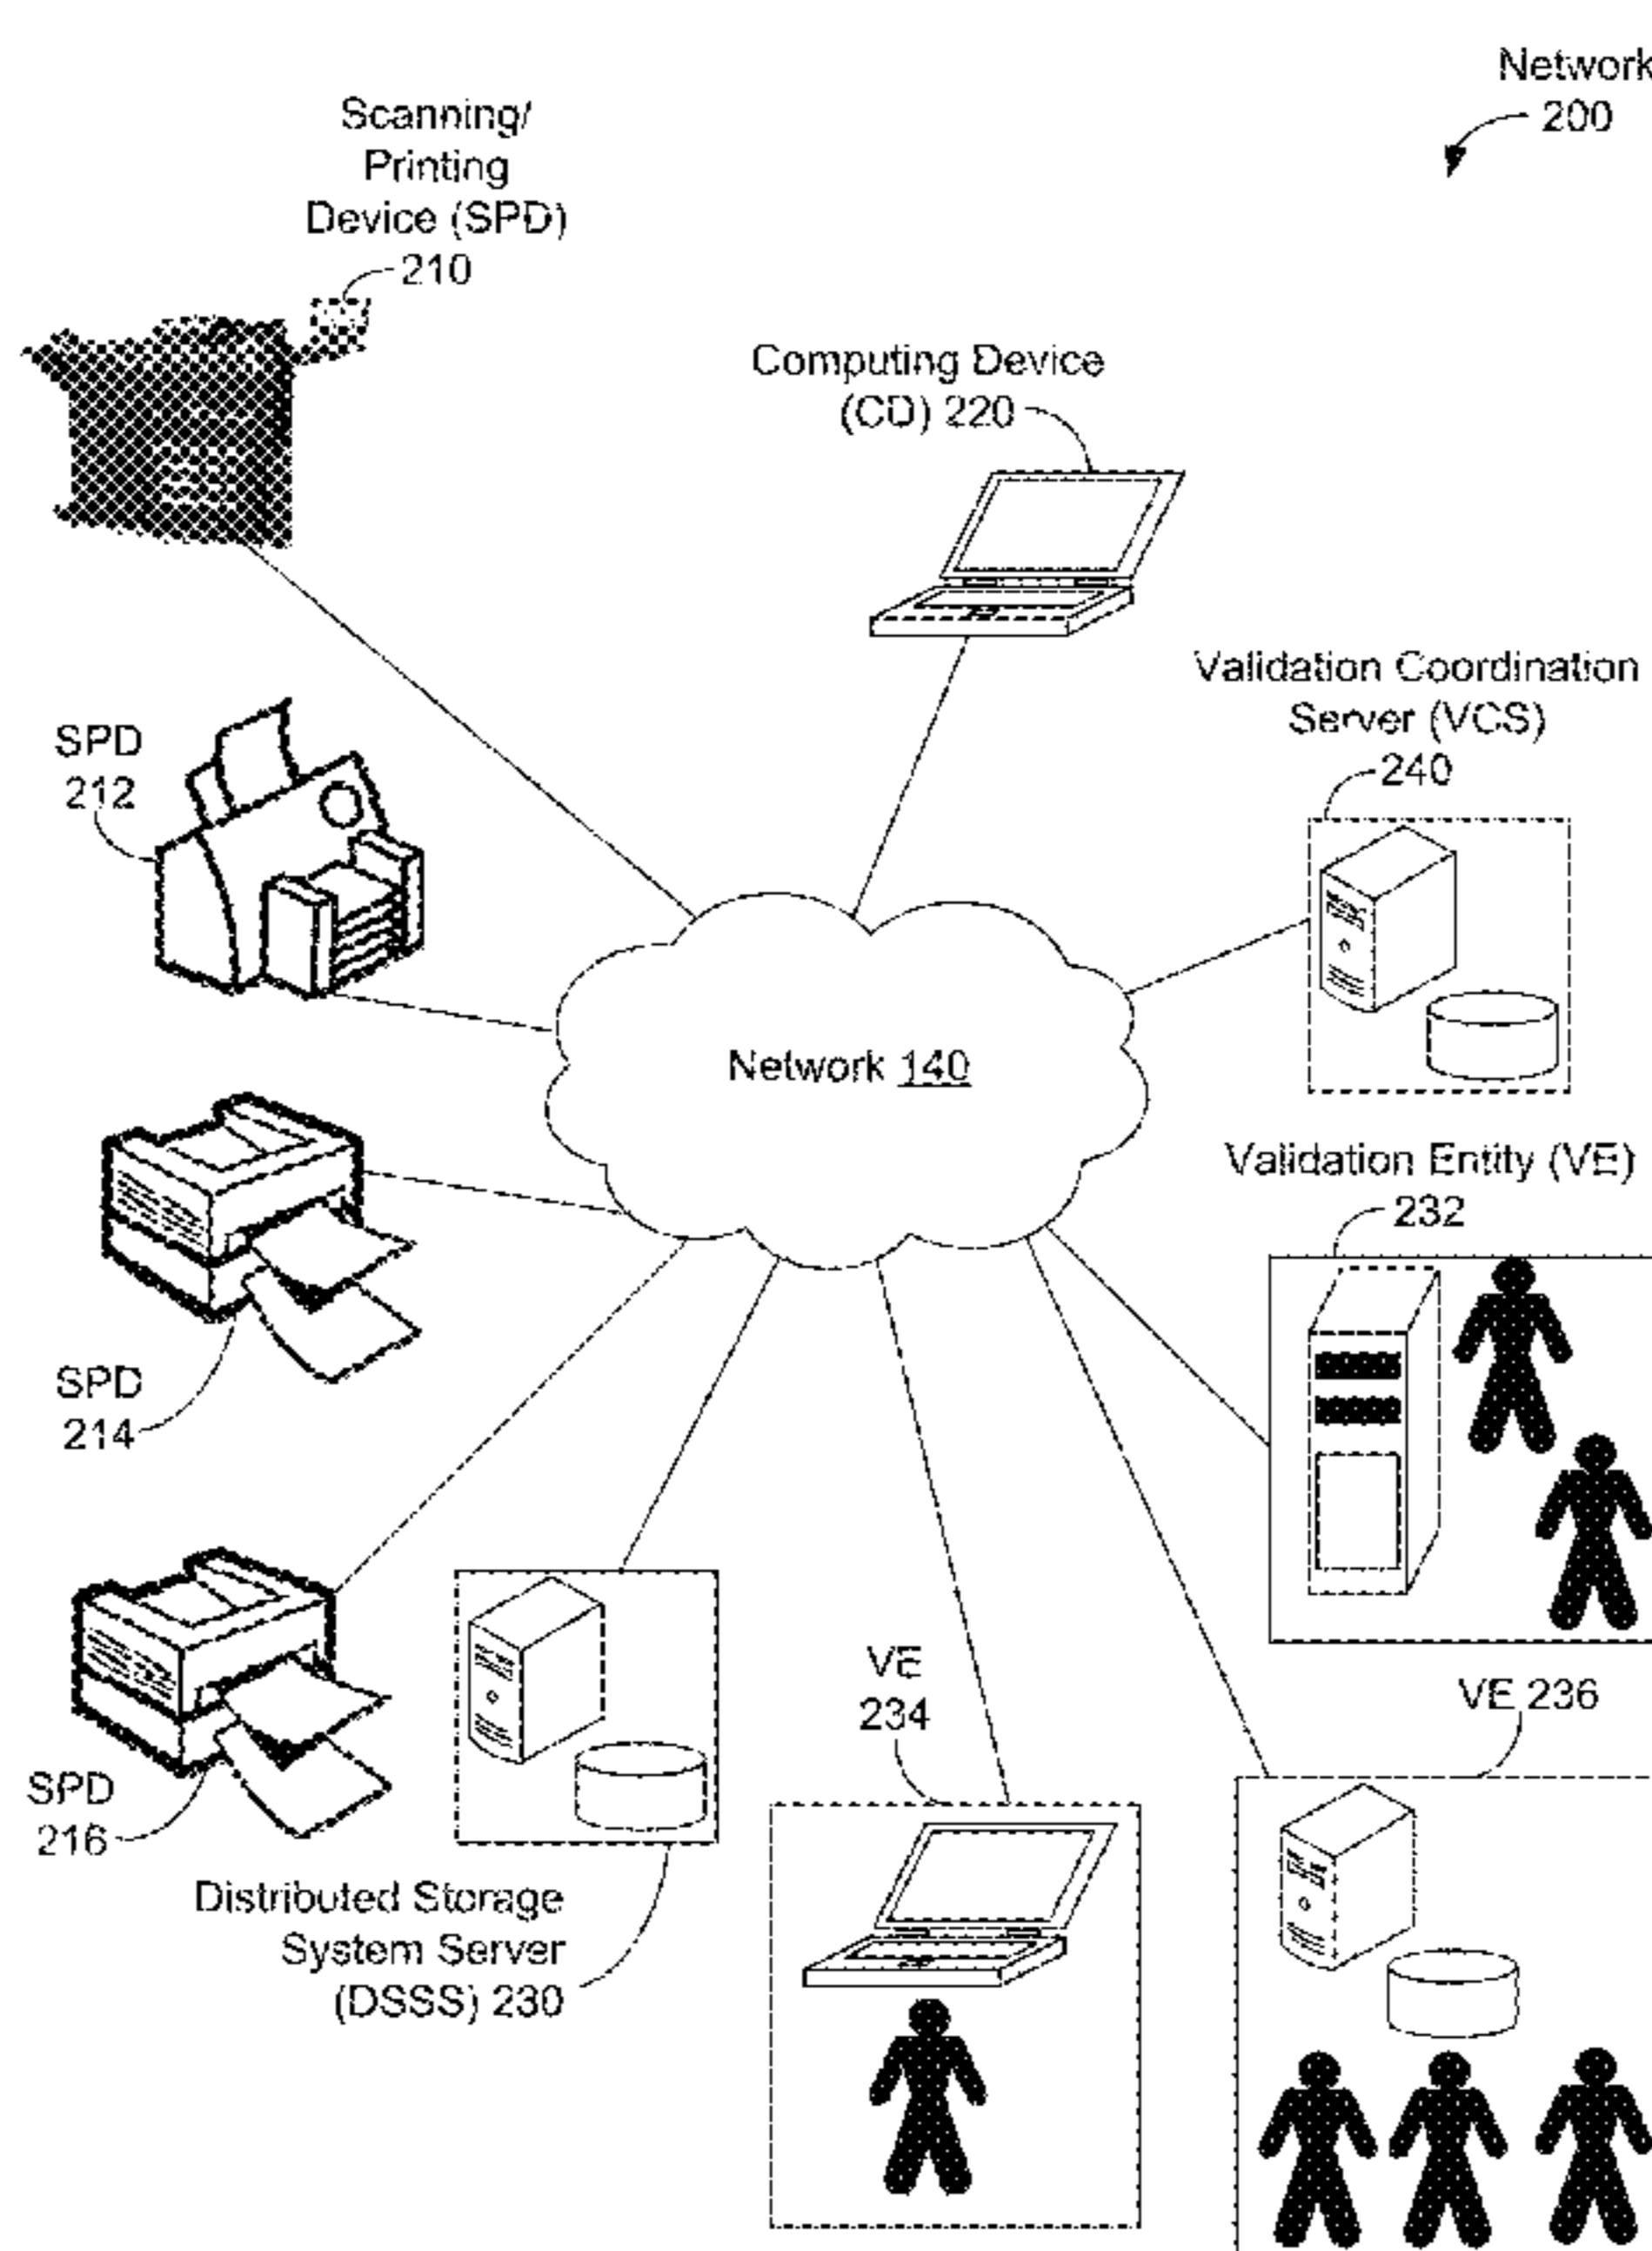 Network
200
Scanning/
Printing
Device (SPD)
210
Computing Device
(CD) 220
Validation Coordination
Server (VCS)
240
SPD
212
Network 140
Validation Entity (VE)
232
SPD
214
VE
234
VE 236
SPD
216
Distributed Storage
System Server
(DSSS) 230